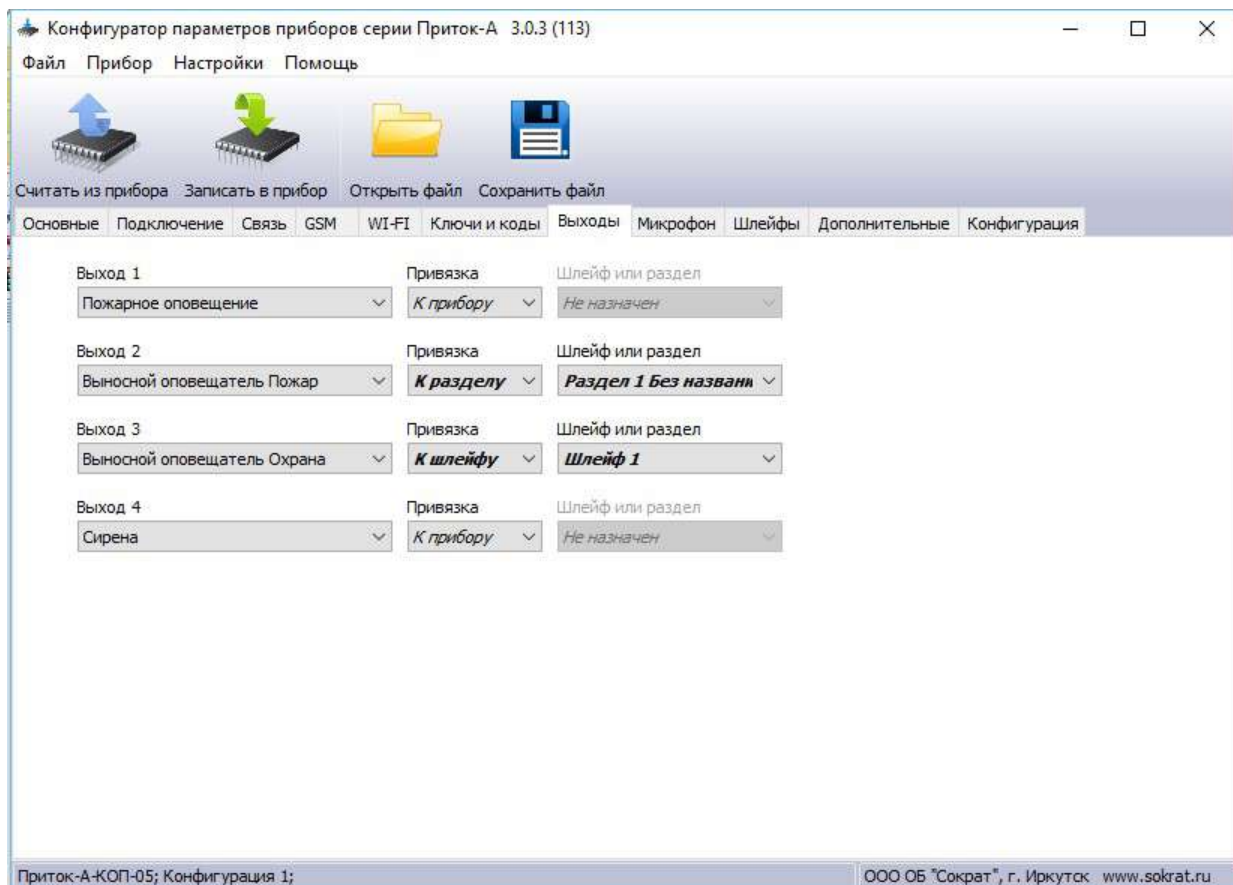 Конфигуратор параметров приборов серии Приток-А 3.0.3 (113)
Файл Прибор Настройки Помощь
Считать из прибора Записать в прибор Открыть файл Сохранить файл
Основные Подключение Связь GSM WI-FI Ключи и коды Выходы Микрофон Шлейфы Дополнительные Конфигурация
Выход 1 Привязка Шлейф или раздел
Пожарное оповещение К прибору Не назначен
Выход 2 Привязка Шлейф или раздел
Выносной оповещатель Пожар К разделу Раздел 1 Без названи
Выход 3 Привязка Шлейф или раздел
Выносной оповещатель Охрана К шлейфу Шлейф 1
Выход 4 Привязка Шлейф или раздел
Сирена К прибору Не назначен
Приток-А-КОП-05; Конфигурация 1; ООО ОБ "Сократ", г. Иркутск www.sokrat.ru